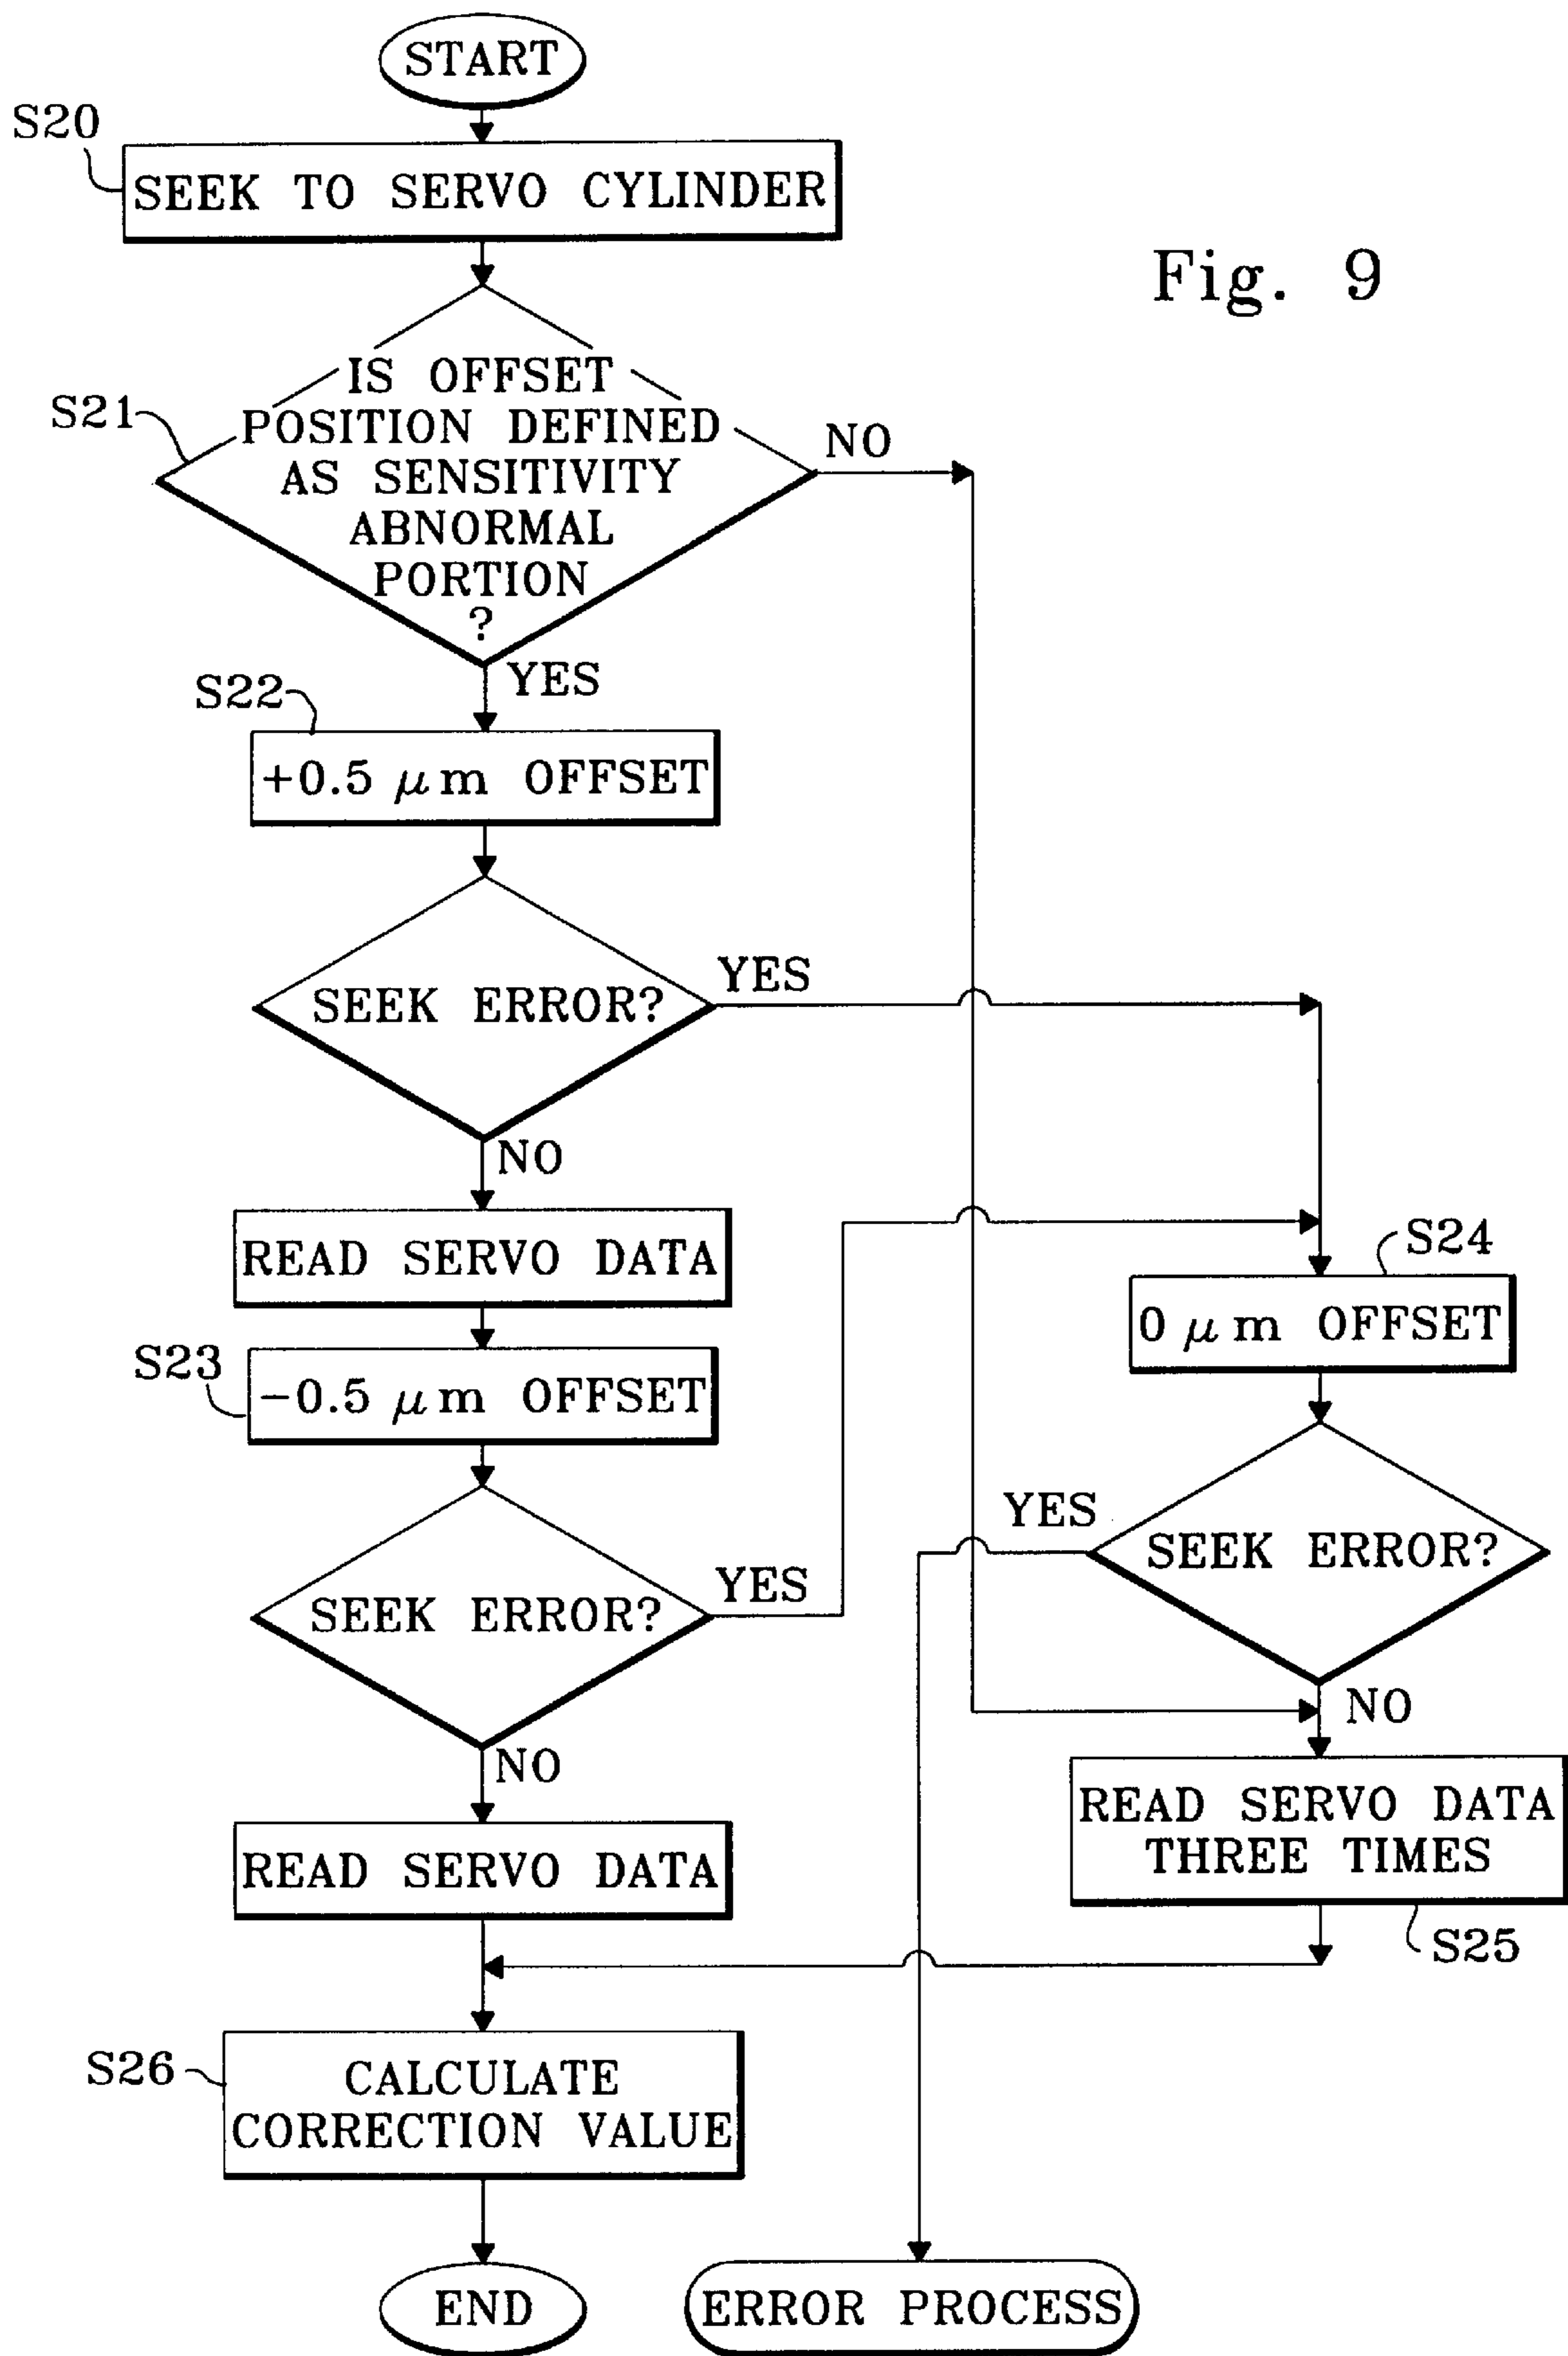 START
S20
SEEK TO SERVO CYLINDER
Fig. 9
IS OFFSET
POSITION DEFINED
AS SENSITIVITY
ABNORMAL
PORTION
?
S21
NO
YES
S22
+0.5 μm OFFSET
SEEK ERROR?
YES
NO
READ SERVO DATA
S23
−0.5 μm OFFSET
SEEK ERROR?
YES
NO
READ SERVO DATA
S24
0 μm OFFSET
SEEK ERROR?
YES
NO
READ SERVO DATA
THREE TIMES
S25
S26
CALCULATE
CORRECTION VALUE
END
ERROR PROCESS